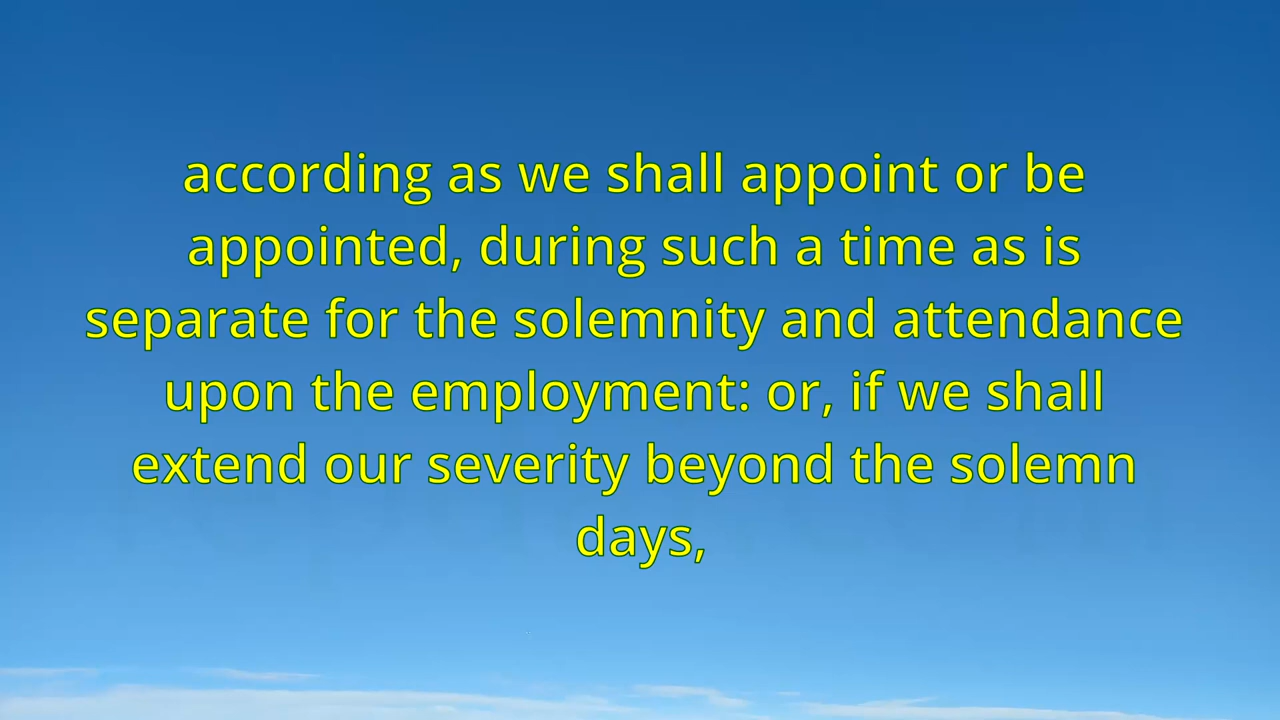 according as we shall appoint or be
appointed, during such a time as is
separate for the solemnity and attendance
upon the employment: or, if we shall
extend our severity beyond the solemn
days,